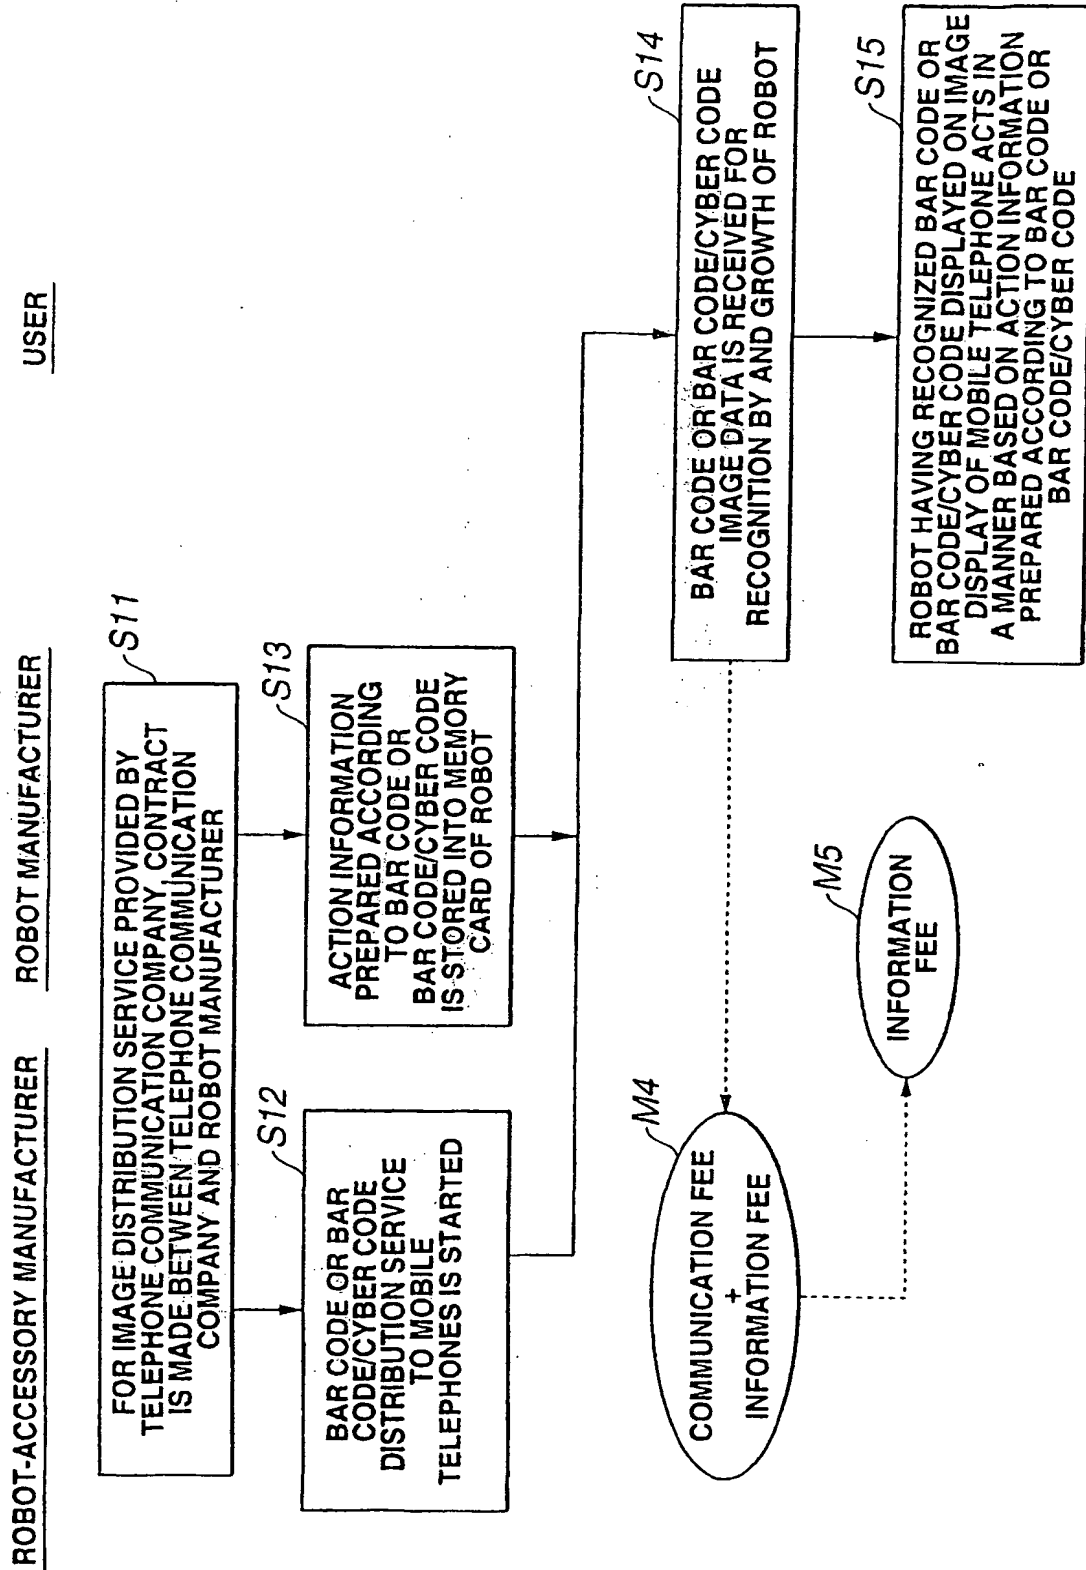 ROBOT-ACCESSORY MANUFACTURER
ROBOT MANUFACTURER
USER
S11
FOR IMAGE DISTRIBUTION SERVICE PROVIDED BY
TELEPHONE COMMUNICATION COMPANY, CONTRACT
IS MADE BETWEEN TELEPHONE COMMUNICATION
COMPANY AND ROBOT MANUFACTURER
S12
BAR CODE OR BAR
CODE/CYBER CODE
DISTRIBUTION SERVICE
TO MOBILE
TELEPHONES IS STARTED
S13
ACTION INFORMATION
PREPARED ACCORDING
TO BAR CODE OR
BAR CODE/CYBER CODE
IS STORED INTO MEMORY
CARD OF ROBOT
S14
BAR CODE OR BAR CODE/CYBER CODE
IMAGE DATA IS RECEIVED FOR
RECOGNITION BY AND GROWTH OF ROBOT
M4
COMMUNICATION FEE
+
INFORMATION FEE
M5
INFORMATION
FEE
S15
ROBOT HAVING RECOGNIZED BAR CODE OR
BAR CODE/CYBER CODE DISPLAYED ON IMAGE
DISPLAY OF MOBILE TELEPHONE ACTS IN
A MANNER BASED ON ACTION INFORMATION
PREPARED ACCORDING TO BAR CODE OR
BAR CODE/CYBER CODE